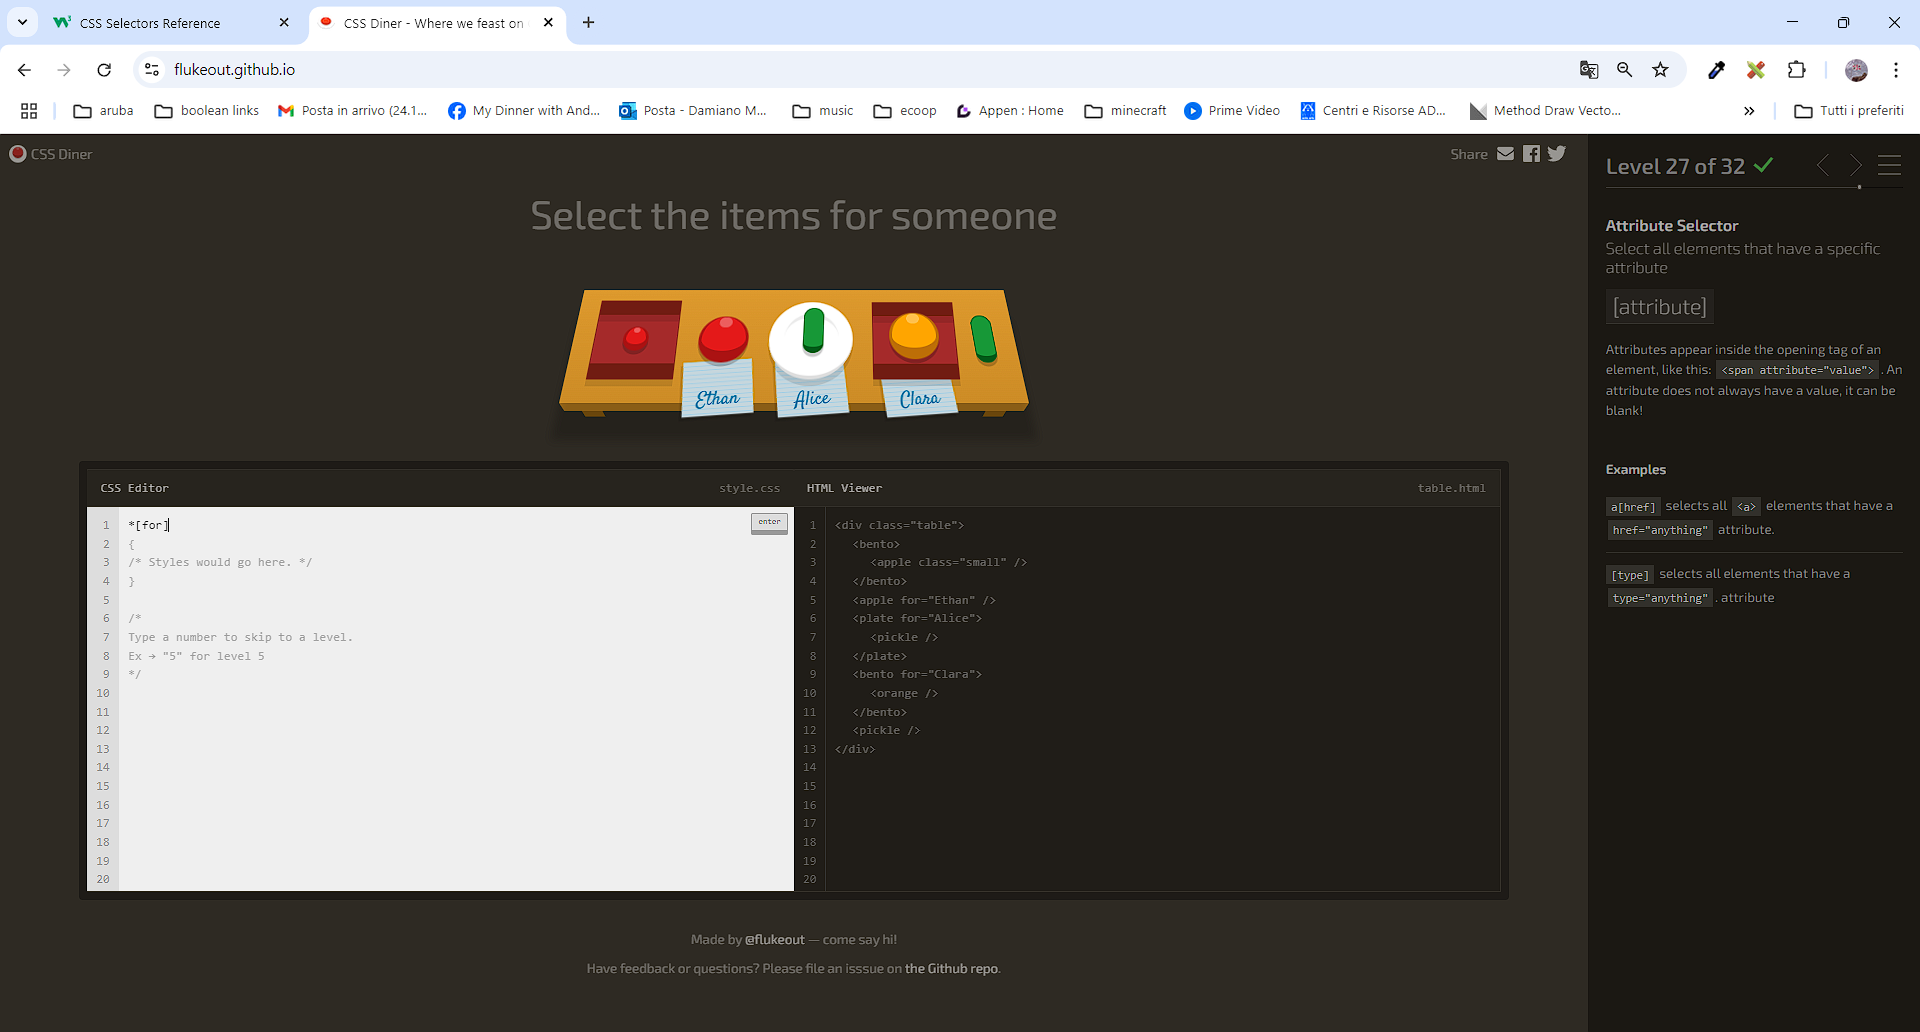 CSS Selectors Reference
CSS Diner - Where we feast on
flukeout.github.io
aruba
boolean links
Posta in arrivo (24.1...
My Dinner with And...
Posta - Damiano M...
music
ecoop
Appen : Home
minecraft
Prime Video
Centri e Risorse AD...
Method Draw Vecto...
»
Tutti i preferiti
CSS Diner
Share
Select the items for someone
Ethan
Alice
Clara
CSS Editor
style.css
1 *[for]
enter
2 {
3 /* Styles would go here. */
4 }
5
6 /*
7 Type a number to skip to a level.
8 Ex → "5" for level 5
9 */
10
11
12
13
14
15
16
17
18
19
20
HTML Viewer
table.html
1 <div class="table">
2 <bento>
3 <apple class="small" />
4 </bento>
5 <apple for="Ethan" />
6 <plate for="Alice">
7 <pickle />
8 </plate>
9 <bento for="Clara">
10 <orange />
11 </bento>
12 <pickle />
13 </div>
14
15
16
17
18
19
20
Made by @flukeout — come say hi!
Have feedback or questions? Please file an isssue on the Github repo.
Level 27 of 32
Attribute Selector
Select all elements that have a specific
attribute
[attribute]
Attributes appear inside the opening tag of an
element, like this: <span attribute="value"> . An
attribute does not always have a value, it can be
blank!
Examples
a[href] selects all <a> elements that have a
href="anything" attribute.
[type] selects all elements that have a
type="anything" . attribute